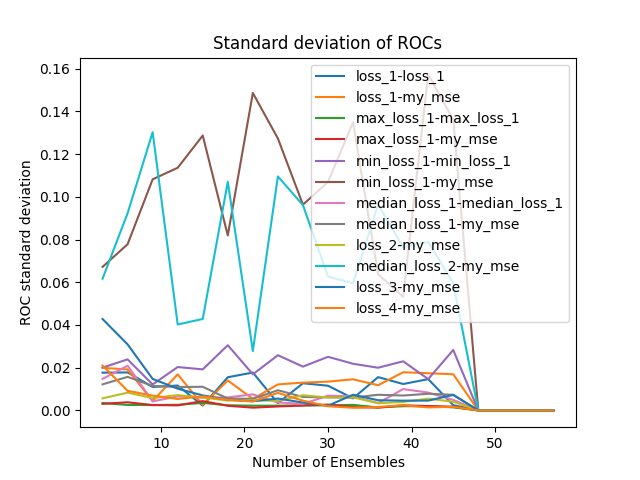 Standard deviation of ROCs
ROC standard deviation
0.16
0.14
0.12
0.10
0.08
0.06
0.04
0.02
0.00
loss_1-loss_1
loss_1-my_mse
max_loss_1-max_loss_1
max_loss_1-my_mse
min_loss_1-min_loss_1
min_loss_1-my_mse
median_loss_1-median_loss_1
median_loss_1-my_mse
loss_2-my_mse
median_loss_2-my_mse
loss_3-my_mse
loss_4-my_mse
10 20 30 40 50
Number of Ensembles